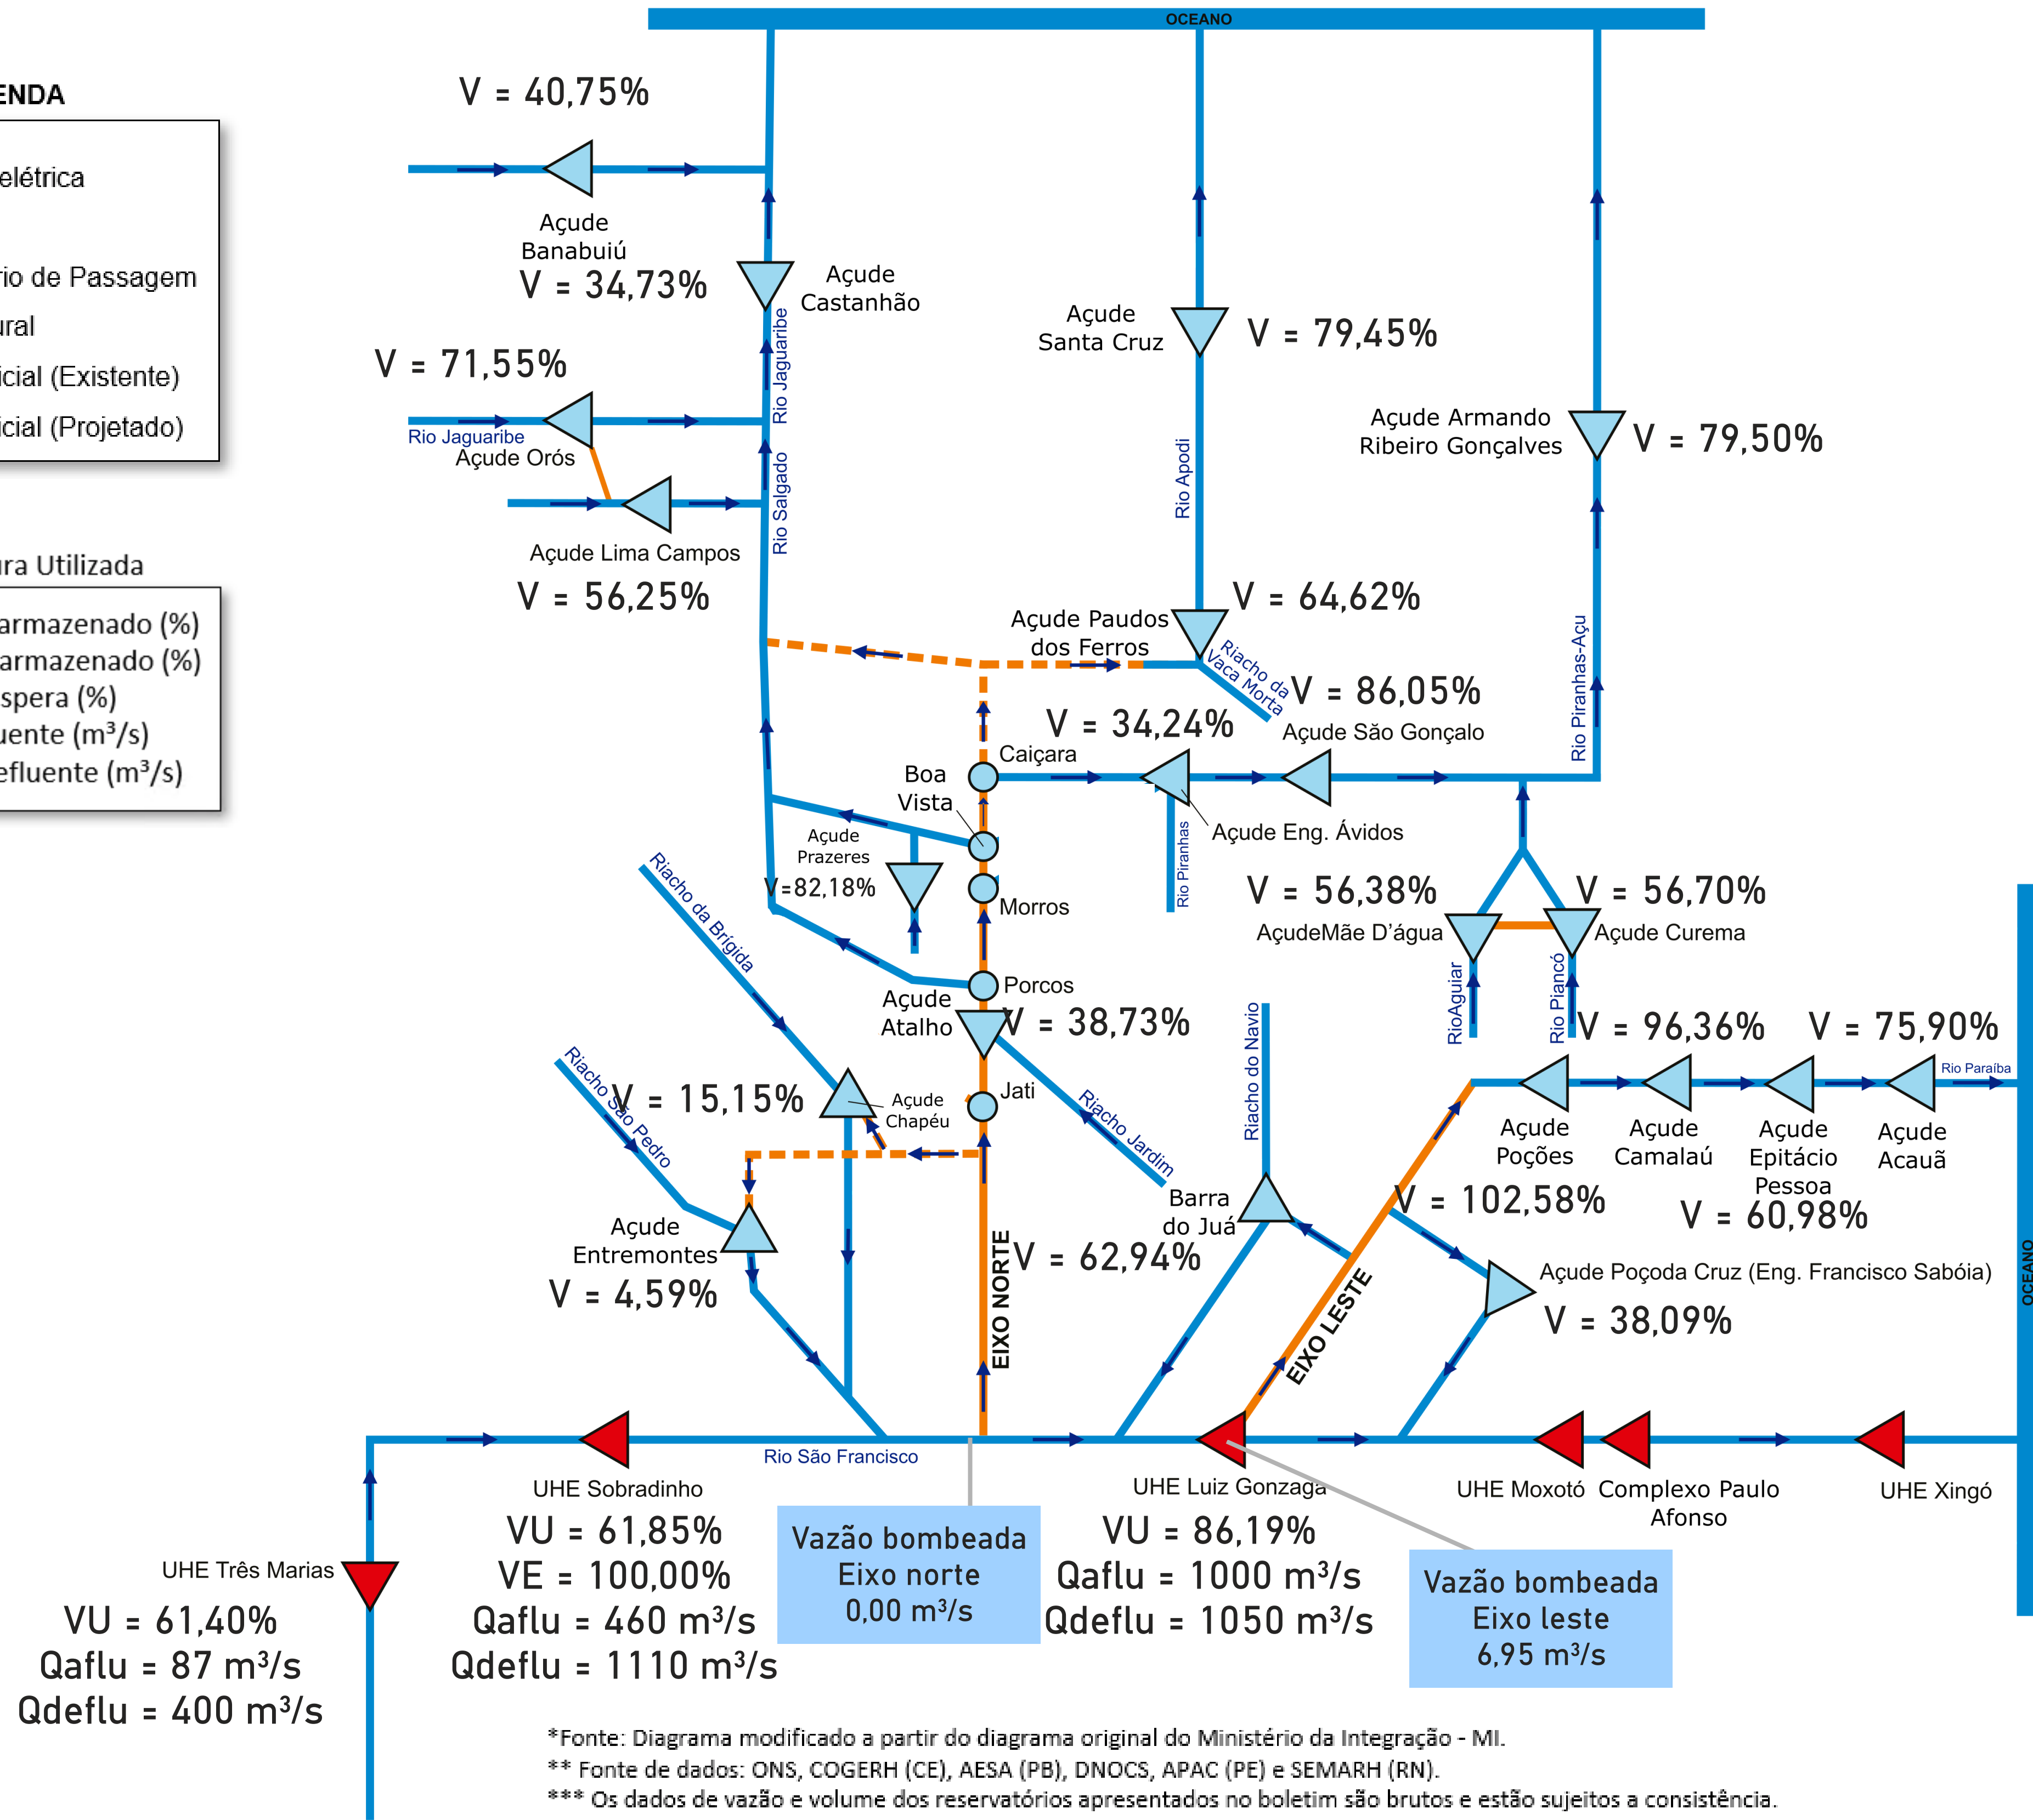 OCEANO
V = 40,75%
ENDA
elétrica
rio de Passagem
ural
icial (Existente)
icial (Projetado)
Açude
Banabuiú
V = 34,73%
Açude
Castanhão
Rio Jaguaribe
V = 71,55%
Rio Jaguaribe
Açude Orós
Rio Salgado
Açude Lima Campos
V = 56,25%
Açude
Santa Cruz
V = 79,45%
Rio Apodi
Açude Armando
Ribeiro Gonçalves
V = 79,50%
Rio Piranhas-Açu
ura Utilizada
armazenado (%)
armazenado (%)
spera (%)
uente (m³/s)
efluente (m³/s)
Açude Paudos
dos Ferros
V = 64,62%
Riacho da
Vaca Morta
V = 86,05%
Açude São Gonçalo
V = 34,24%
Caiçara
Boa
Vista
Açude Eng. Ávidos
Rio Piranhas
Açude
Prazeres
V=82,18%
Morros
Riacho da Brígida
V = 56,38%
AçudeMãe D'água
V = 56,70%
Açude Curema
RioAguiar
Rio Piancó
Porcos
Açude
Atalho
V = 38,73%
Riacho do Navio
V = 96,36%
V = 75,90%
Rio Paraíba
Riacho São Pedro
V = 15,15%
Açude
Chapéu
Jati
Riacho Jardim
Açude
Poções
Açude
Camalaú
Açude
Epitácio
Pessoa
Açude
Acauã
V = 102,58%
V = 60,98%
Barra
do Juá
V = 62,94%
Açude
Entremontes
V = 4,59%
EIXO NORTE
EIXO LESTE
Açude Poçoda Cruz (Eng. Francisco Sabóia)
V = 38,09%
OCEANO
Rio São Francisco
UHE Sobradinho
VU = 61,85%
VE = 100,00%
Qaflu = 460 m³/s
Qdeflu = 1110 m³/s
Vazão bombeada
Eixo norte
0,00 m³/s
UHE Luiz Gonzaga
VU = 86,19%
Qaflu = 1000 m³/s
Qdeflu = 1050 m³/s
Vazão bombeada
Eixo leste
6,95 m³/s
UHE Moxotó
Complexo Paulo
Afonso
UHE Xingó
UHE Três Marias
VU = 61,40%
Qaflu = 87 m³/s
Qdeflu = 400 m³/s
*Fonte: Diagrama modificado a partir do diagrama original do Ministério da Integração - MI.
** Fonte de dados: ONS, COGERH (CE), AESA (PB), DNOCS, APAC (PE) e SEMARH (RN).
*** Os dados de vazão e volume dos reservatórios apresentados no boletim são brutos e estão sujeitos a consistência.